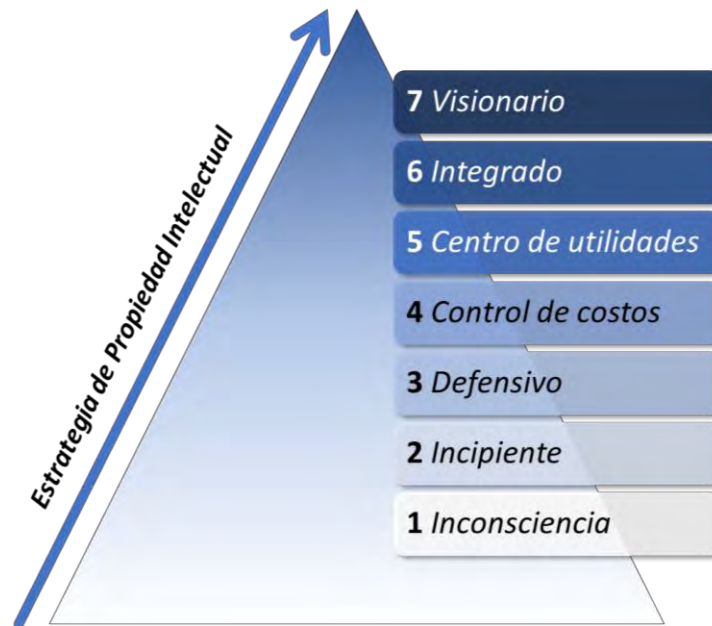 Estrategia de Propiedad Intelectual
7 Visionario
6 Integrado
5 Centro de utilidades
4 Control de costos
3 Defensivo
2 Incipiente
1 Inconsciencia